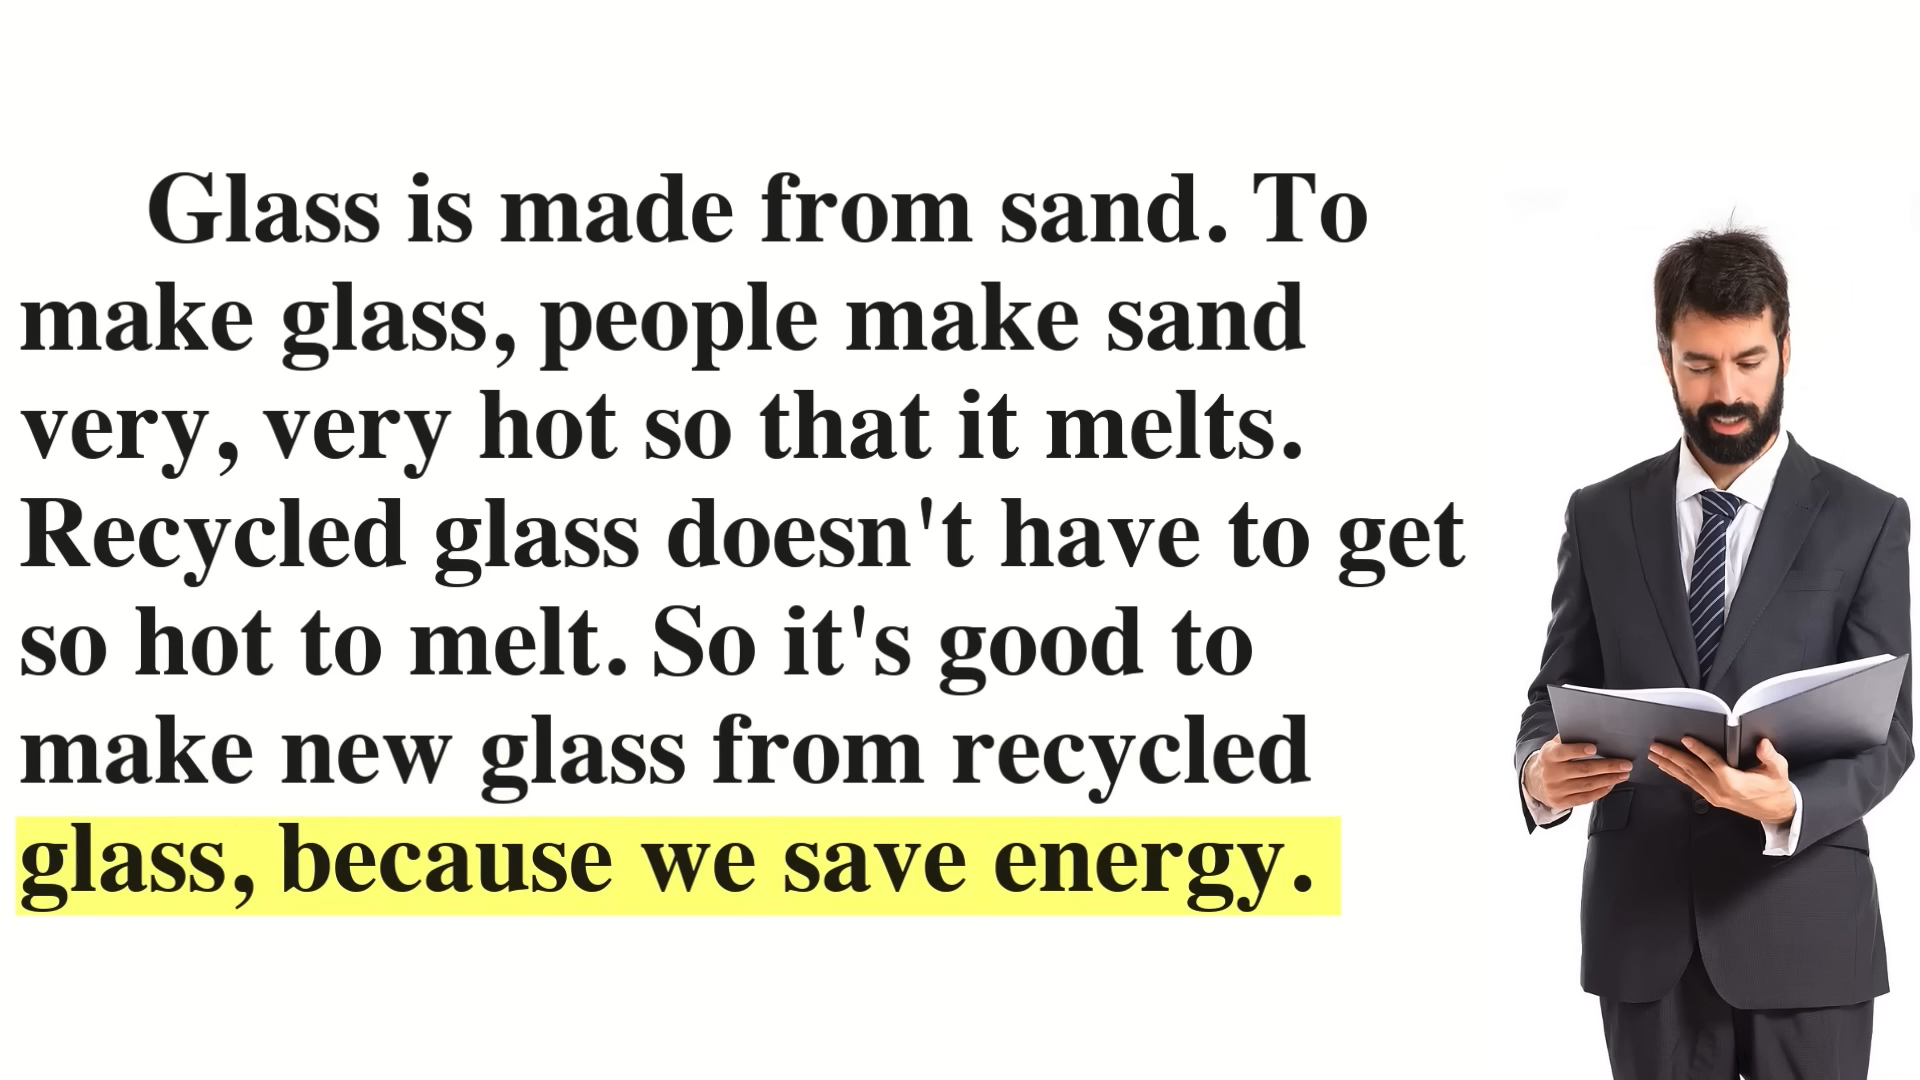 Glass is made from sand. To
make glass, people make sand
very, very hot so that it melts.
Recycled glass doesn't have to get
so hot to melt. So it's good to
make new glass from recycled
glass, because we save energy.